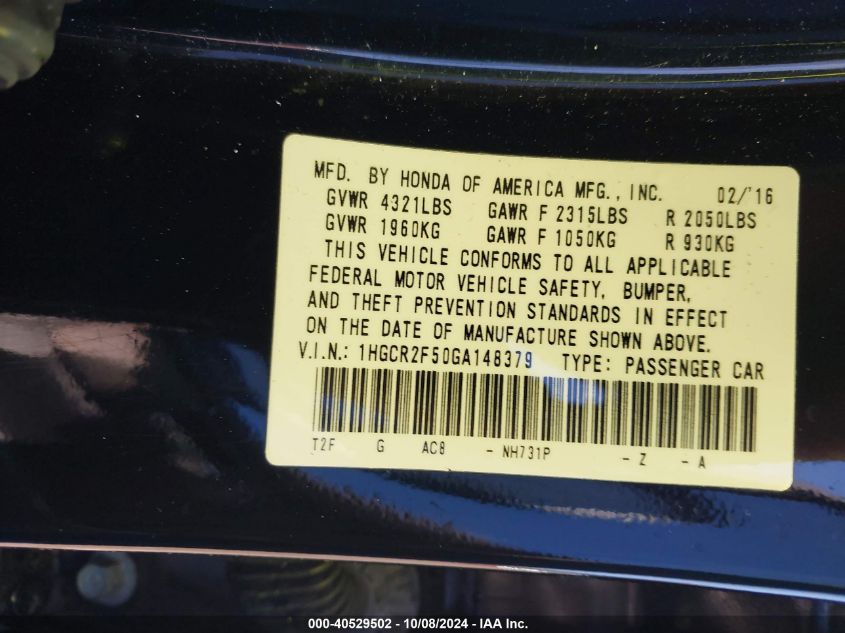 MFD. BY HONDA OF AMERICA MFG., INC. 02/'16
GVWR 4321LBS GAWR F 2315LBS R 2050LBS
GVWR 1960KG GAWR F 1050KG R 930KG
THIS VEHICLE CONFORMS TO ALL APPLICABLE
FEDERAL MOTOR VEHICLE SAFETY, BUMPER,
AND THEFT PREVENTION STANDARDS IN EFFECT
ON THE DATE OF MANUFACTURE SHOWN ABOVE.
V.I.N.: 1HGCR2F50GA148379 TYPE: PASSENGER CAR
T2F G AC8 - NH731P - Z - A
000-40529502 - 10/08/2024 - IAA Inc.